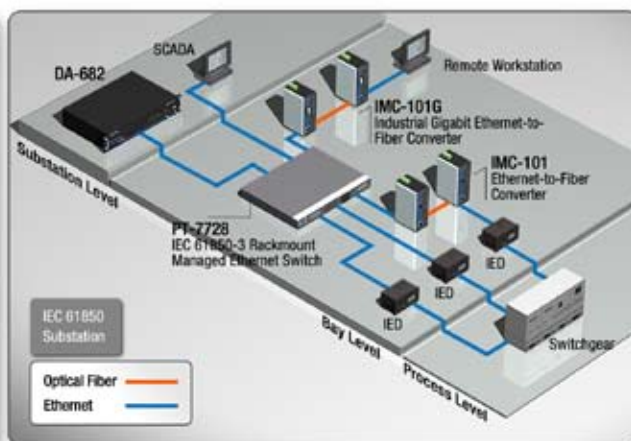 SCADA
DA-682
Remote Workstation
IMC-101G
Industrial Gigabit Ethernet-to-
Fiber Converter
IMC-101
Ethernet-to-Fiber
Converter
Substation Level
PT-7728
IEC 61850-3 Rackmount
Managed Ethernet Switch
IED
IED
IED
Switchgear
Bay Level
Process Level
IEC 61850
Substation
Optical Fiber
Ethernet